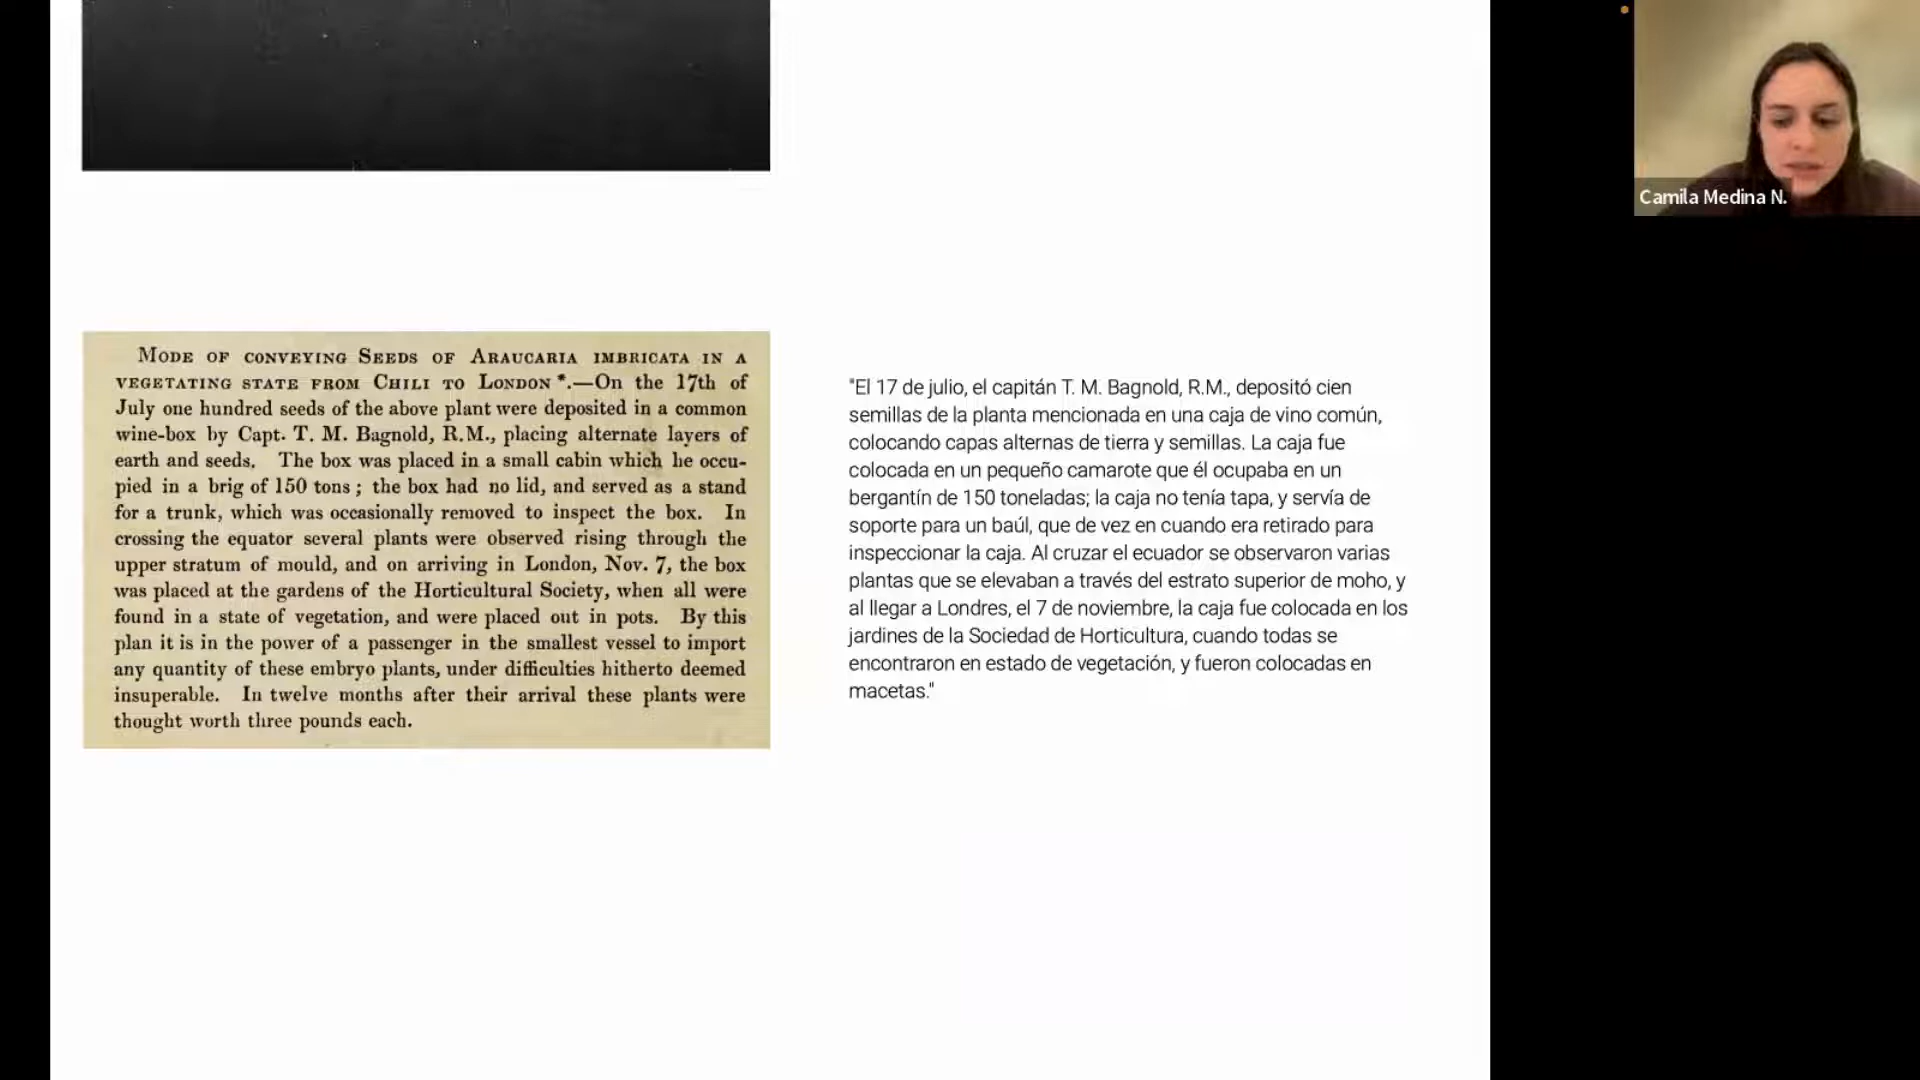 MODE OF CONVEYING SEEDS OF ARAUCARIA IMBRICATA IN A
VEGETATING STATE FROM CHILI TO LONDON *.—On the 17th of
July one hundred seeds of the above plant were deposited in a common
wine-box by Capt. T. M. Bagnold, R.M., placing alternate layers of
earth and seeds. The box was placed in a small cabin which he occu-
pied in a brig of 150 tons; the box had no lid, and served as a stand
for a trunk, which was occasionally removed to inspect the box. In
crossing the equator several plants were observed rising through the
upper stratum of mould, and on arriving in London, Nov. 7, the box
was placed at the gardens of the Horticultural Society, when all were
found in a state of vegetation, and were placed out in pots. By this
plan it is in the power of a passenger in the smallest vessel to import
any quantity of these embryo plants, under difficulties hitherto deemed
insuperable. In twelve months after their arrival these plants were
thought worth three pounds each.
"El 17 de julio, el capitán T. M. Bagnold, R.M., depositó cien
semillas de la planta mencionada en una caja de vino común,
colocando capas alternas de tierra y semillas. La caja fue
colocada en un pequeño camarote que él ocupaba en un
bergantín de 150 toneladas; la caja no tenía tapa, y servía de
soporte para un baúl, que de vez en cuando era retirado para
inspeccionar la caja. Al cruzar el ecuador se observaron varias
plantas que se elevaban a través del estrato superior de moho, y
al llegar a Londres, el 7 de noviembre, la caja fue colocada en los
jardines de la Sociedad de Horticultura, cuando todas se
encontraron en estado de vegetación, y fueron colocadas en
macetas."
Camila Medina N.